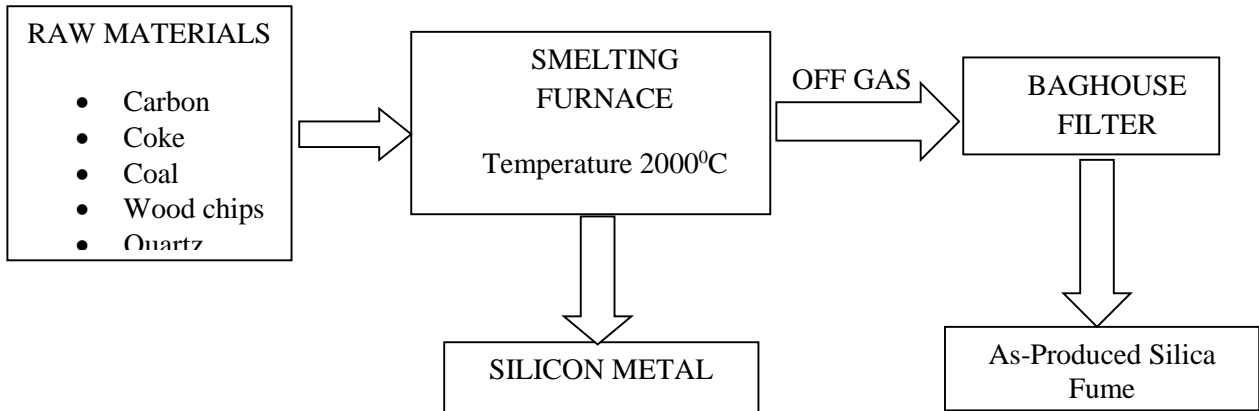 RAW MATERIALS
• Carbon
• Coke
• Coal
• Wood chips
• Quartz
SMELTING
FURNACE
Temperature 2000⁰C
OFF GAS
BAGHOUSE
FILTER
SILICON METAL
As-Produced Silica
Fume